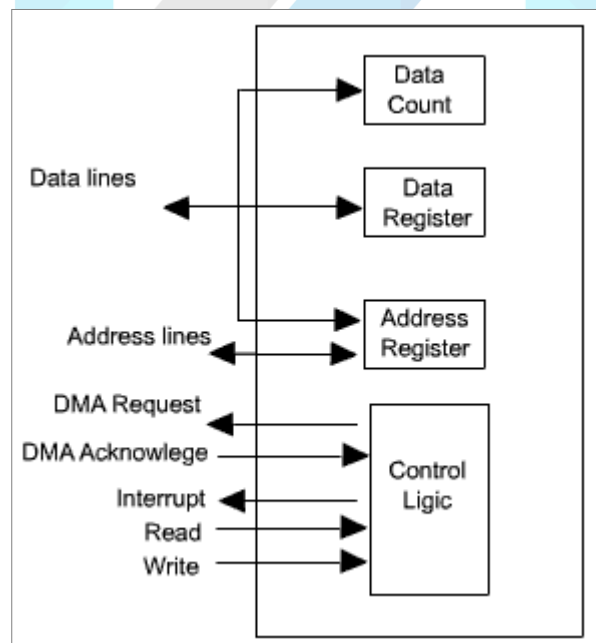 Data
Count
Data lines
Data
Register
Address lines
Address
Register
DMA Request
DMA Acknowlege
Control
Ligic
Interrupt
Read
Write